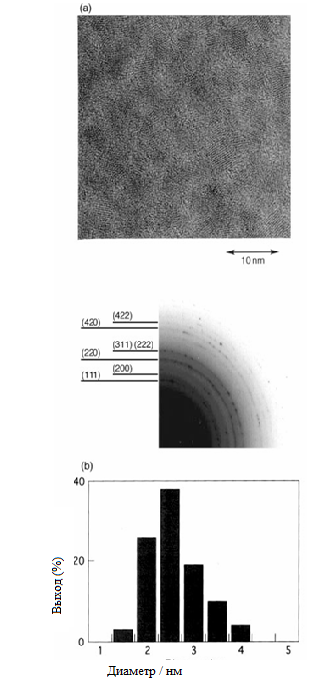 (a)
10 nm
(422)
(420)
(311) (222)
(220)
(200)
(111)
(b)
40
20
0
Выход (%)
1 2 3 4 5
Диаметр / нм